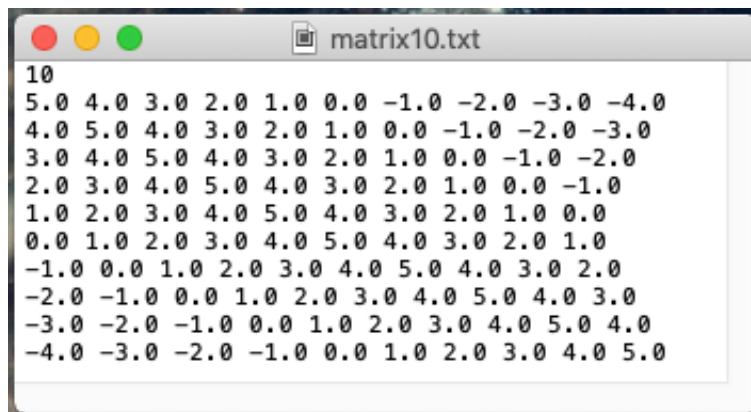 matrix10.txt
10
5.0 4.0 3.0 2.0 1.0 0.0 −1.0 −2.0 −3.0 −4.0
4.0 5.0 4.0 3.0 2.0 1.0 0.0 −1.0 −2.0 −3.0
3.0 4.0 5.0 4.0 3.0 2.0 1.0 0.0 −1.0 −2.0
2.0 3.0 4.0 5.0 4.0 3.0 2.0 1.0 0.0 −1.0
1.0 2.0 3.0 4.0 5.0 4.0 3.0 2.0 1.0 0.0
0.0 1.0 2.0 3.0 4.0 5.0 4.0 3.0 2.0 1.0
−1.0 0.0 1.0 2.0 3.0 4.0 5.0 4.0 3.0 2.0
−2.0 −1.0 0.0 1.0 2.0 3.0 4.0 5.0 4.0 3.0
−3.0 −2.0 −1.0 0.0 1.0 2.0 3.0 4.0 5.0 4.0
−4.0 −3.0 −2.0 −1.0 0.0 1.0 2.0 3.0 4.0 5.0